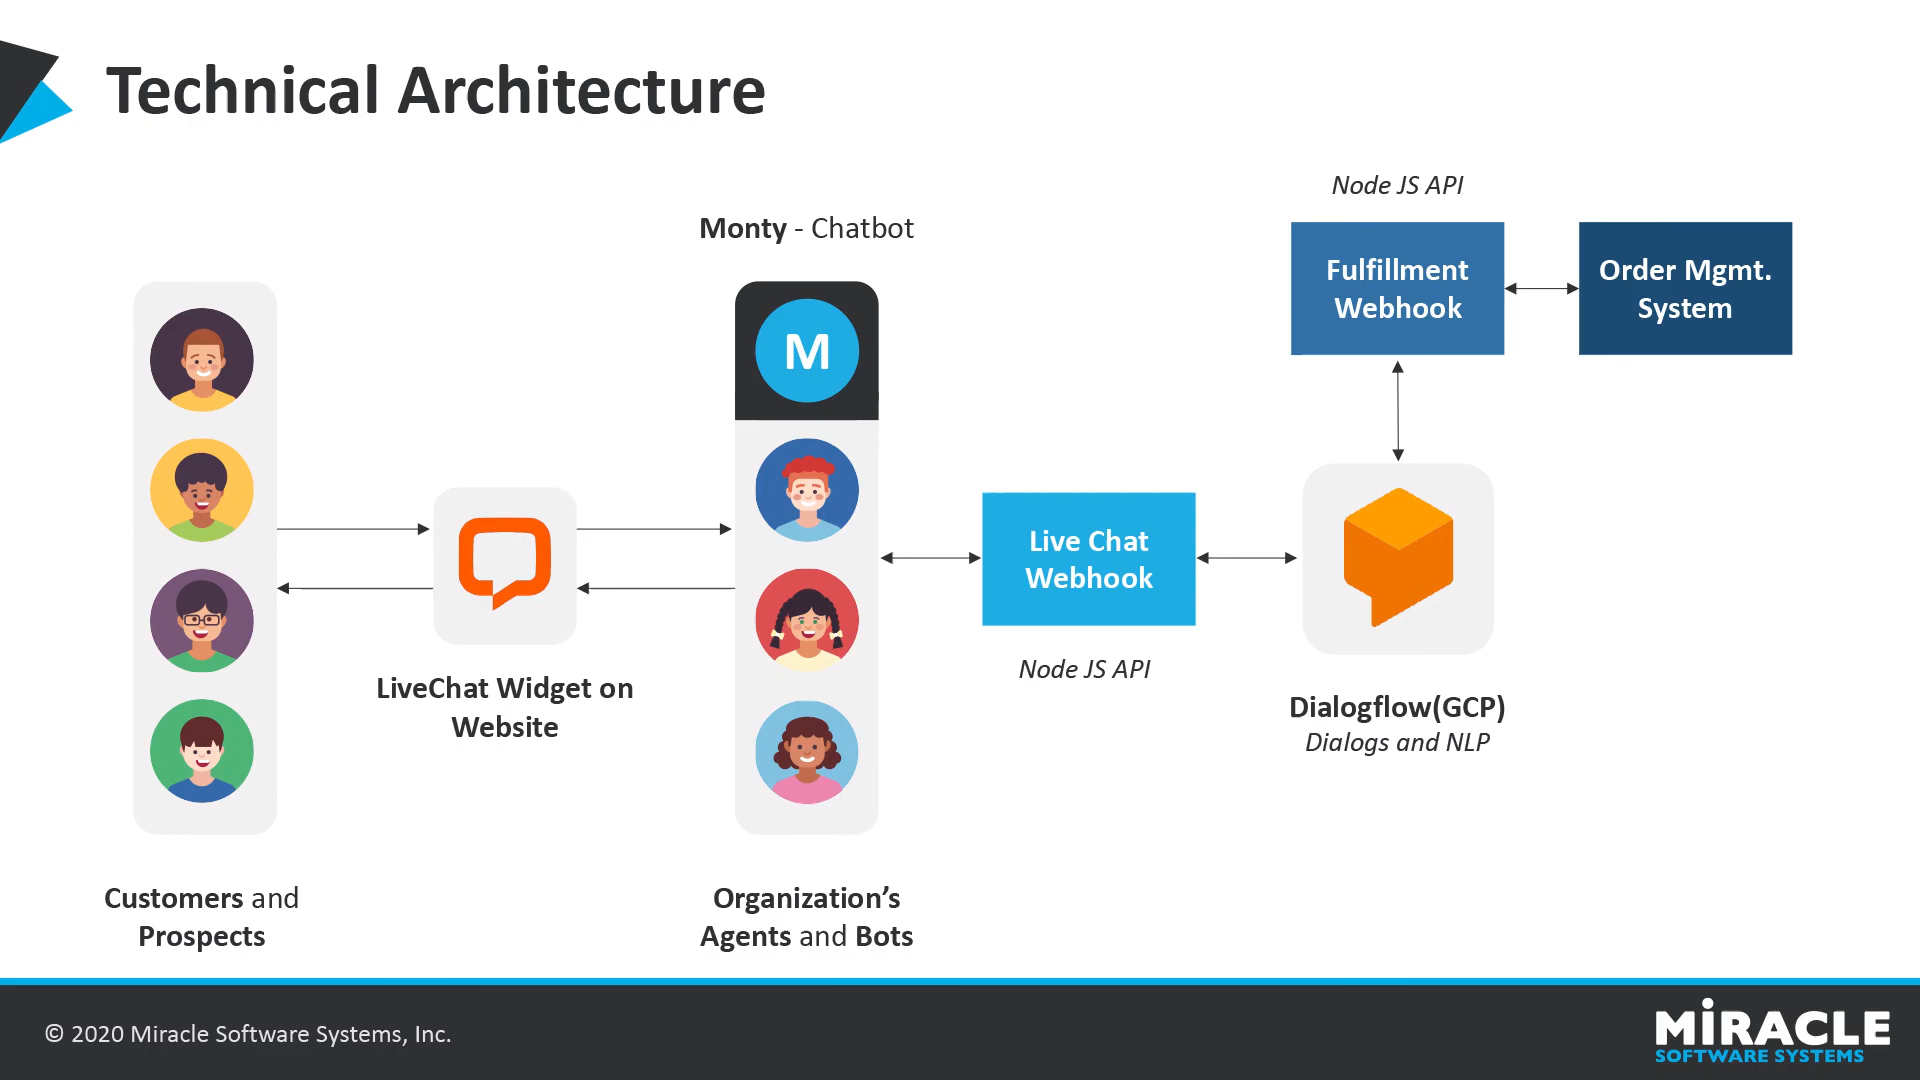 Technical Architecture
Node JS API
Monty - Chatbot
Fulfillment
Webhook
Order Mgmt.
System
M
Live Chat
Webhook
Node JS API
LiveChat Widget on
Website
Dialogflow(GCP)
Dialogs and NLP
Customers and
Prospects
Organization’s
Agents and Bots
© 2020 Miracle Software Systems, Inc.
MiRACLE
SOFTWARE SYSTEMS